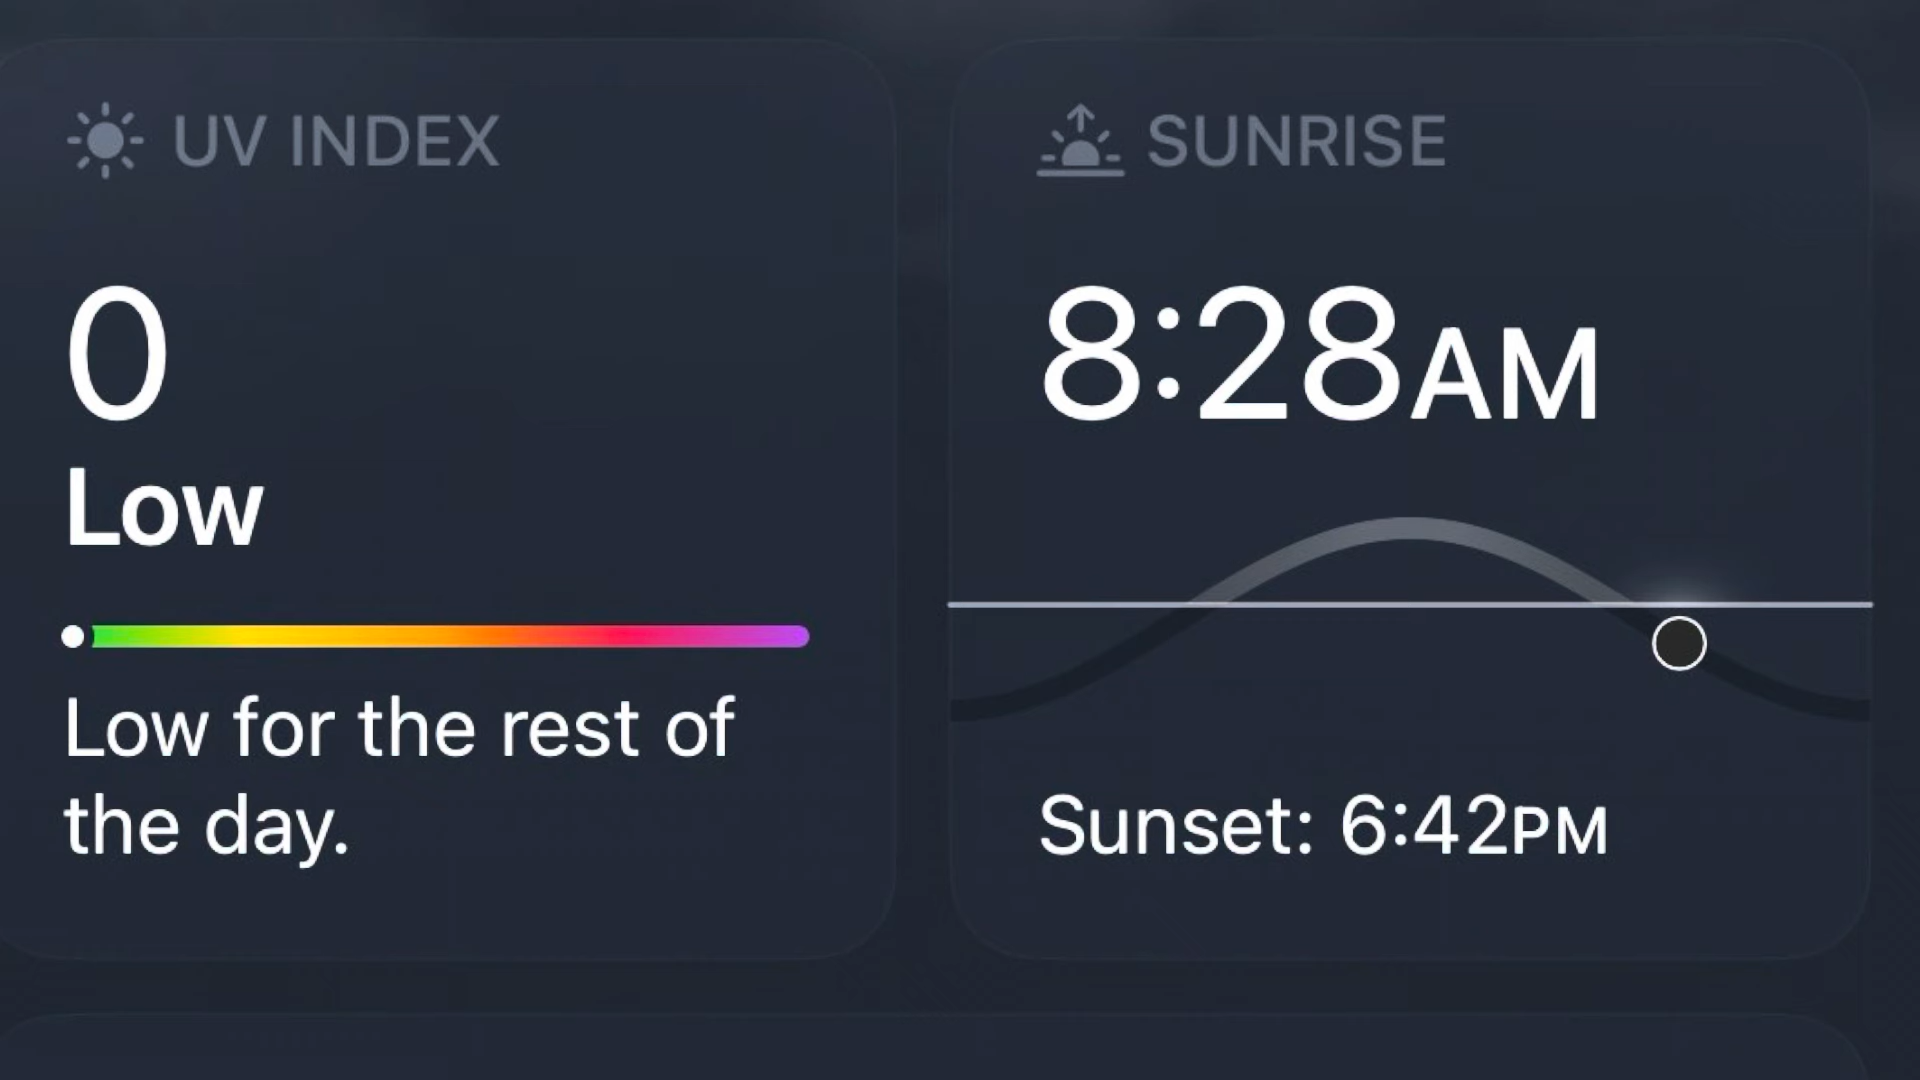 UV INDEX
0
Low
Low for the rest of
the day.
SUNRISE
8:28AM
Sunset: 6:42PM